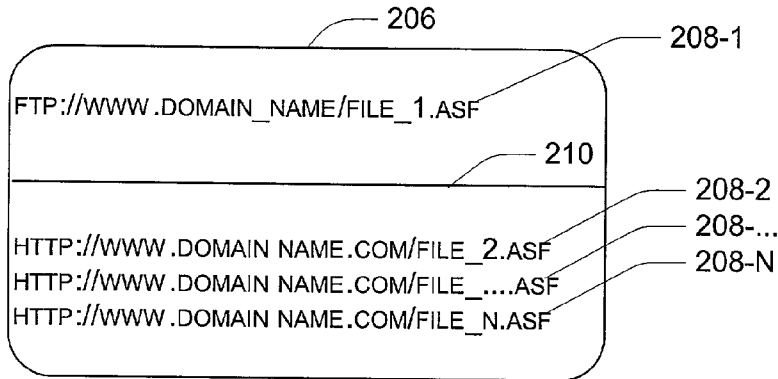 206
208-1
FTP://WWW.DOMAIN_NAME/FILE_1.ASF
210
208-2
HTTP://WWW.DOMAIN NAME.COM/FILE_2.ASF
208-...
HTTP://WWW.DOMAIN NAME.COM/FILE_....ASF
208-N
HTTP://WWW.DOMAIN NAME.COM/FILE_N.ASF